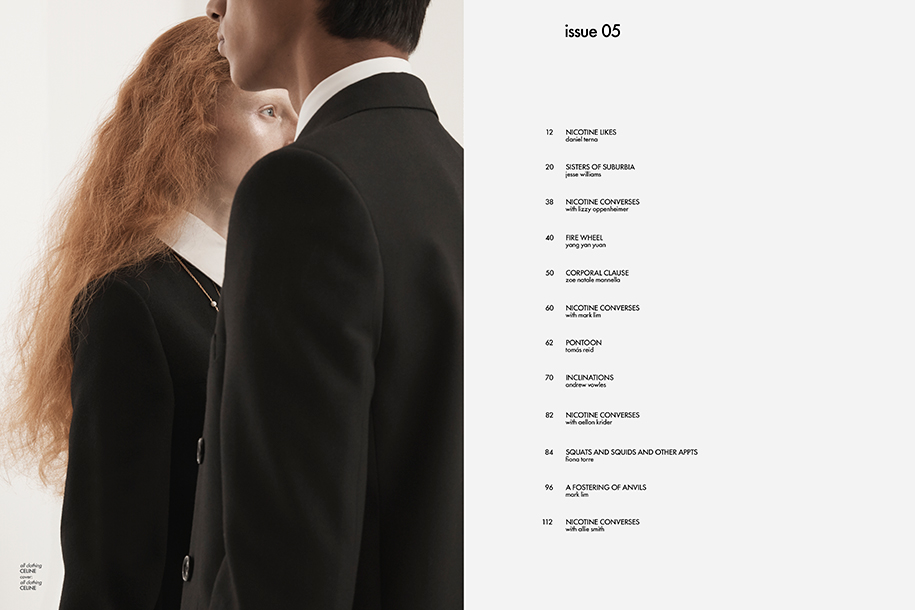 issue 05
12 NICOTINE LIKES
daniel terna
20 SISTERS OF SUBURBIA
jesse williams
38 NICOTINE CONVERSES
with lizzy oppenheimer
40 FIRE WHEEL
yang yan yuan
50 CORPORAL CLAUSE
zoe natale mannella
60 NICOTINE CONVERSES
with mark lim
62 PONTOON
tomás reid
70 INCLINATIONS
andrew vowles
82 NICOTINE CONVERSES
with aellon krider
84 SQUATS AND SQUIDS AND OTHER APPTS
fiona torre
96 A FOSTERING OF ANVILS
mark lim
112 NICOTINE CONVERSES
with allie smith
all clothing
CELINE
cover:
all clothing
CELINE